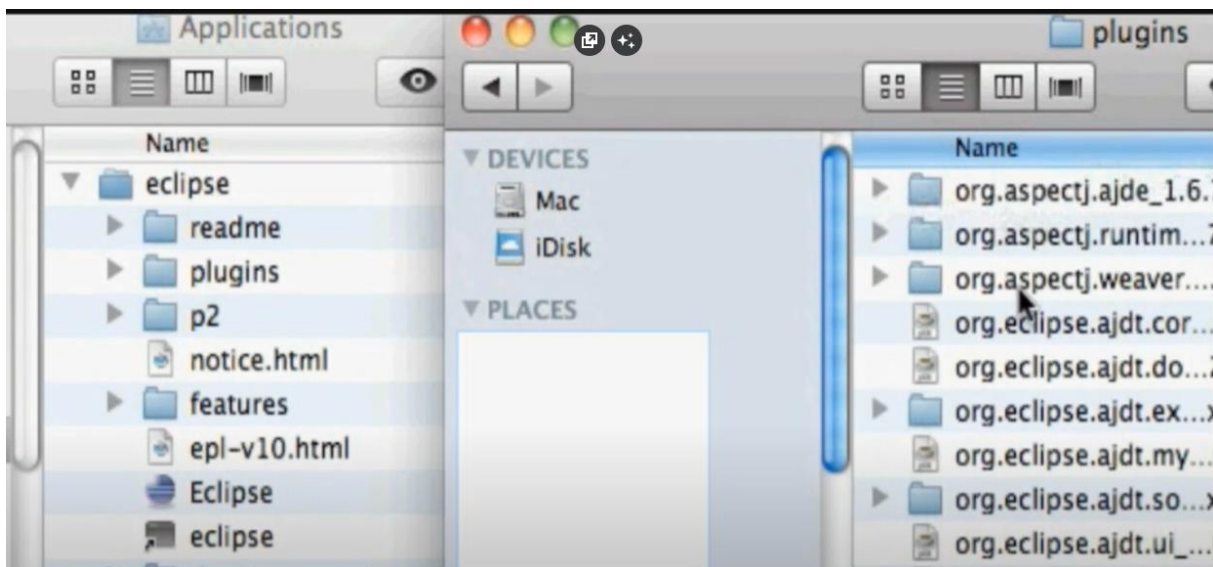 Applications
Name
eclipse
readme
plugins
p2
notice.html
features
epl-v10.html
Eclipse
eclipse
plugins
DEVICES
Mac
iDisk
PLACES
Name
org.aspectj.ajde_1.6.
org.aspectj.runtim...
org.aspectj.weaver....
org.eclipse.ajdt.cor...
org.eclipse.ajdt.do...
org.eclipse.ajdt.ex...
org.eclipse.ajdt.my...
org.eclipse.ajdt.so...
org.eclipse.ajdt.ui_...